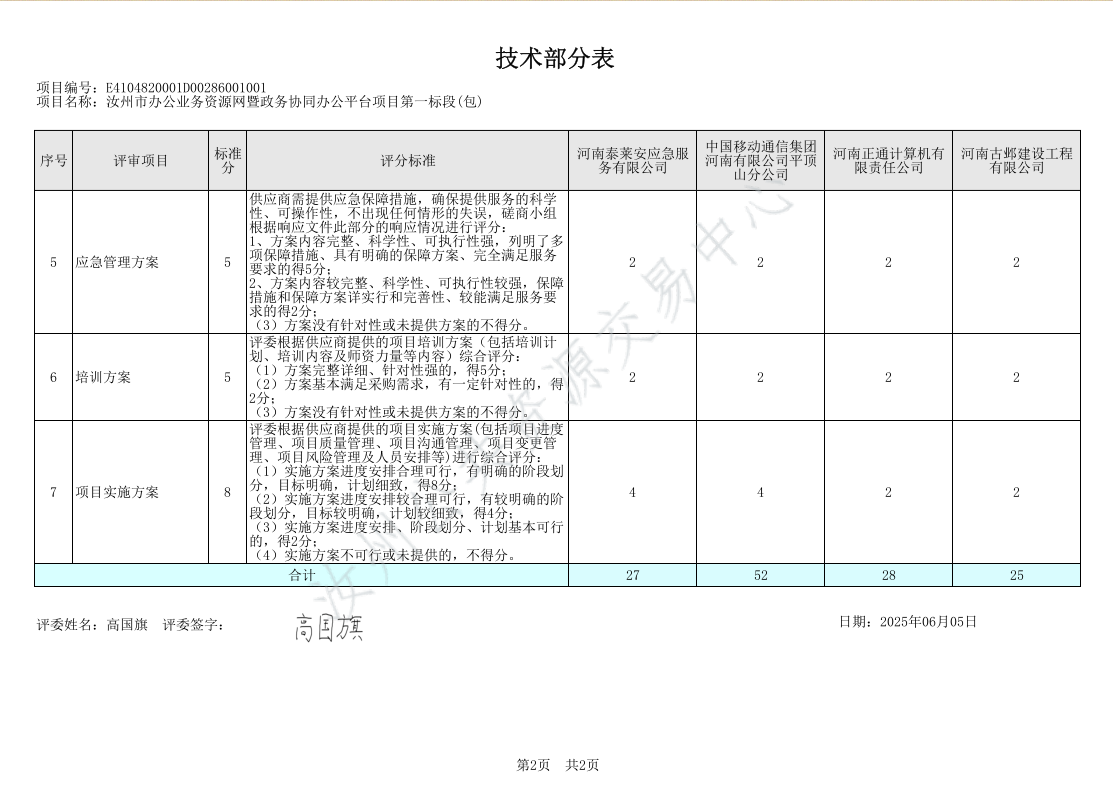 技术部分表
项目编号：E4104820001D00286001001
项目名称：汝州市办公业务资源网暨政务协同办公平台项目第一标段(包)
序号 评审项目 标准分 评分标准 河南泰莱安应急服务有限公司 中国移动通信集团河南有限公司平顶山分公司 河南正通计算机有限责任公司 河南古邺建设工程有限公司
供应商需提供应急保障措施，确保提供服务的科学
性、可操作性，不出现任何情形的失误，磋商小组
根据响应文件此部分的响应情况进行评分：
1、方案内容完整、科学性、可执行性强，列明了多
项保障措施、具有明确的保障方案、完全满足服务
要求的得5分；
2、方案内容较完整、科学性、可执行性较强，保障
措施和保障方案详实行和完善性、较能满足服务要
求的得2分；
（3）方案没有针对性或未提供方案的不得分。
5 应急管理方案 5 2 2 2 2
评委根据供应商提供的项目培训方案（包括培训计
划、培训内容及师资力量等内容）综合评分：
（1）方案完整详细、针对性强的，得5分；
（2）方案基本满足采购需求，有一定针对性的，得
2分；
（3）方案没有针对性或未提供方案的不得分。
6 培训方案 5 2 2 2 2
评委根据供应商提供的项目实施方案(包括项目进度
管理、项目质量管理、项目沟通管理、项目变更管
理、项目风险管理及人员安排等)进行综合评分：
（1）实施方案进度安排合理可行，有明确的阶段划
分，目标明确，计划细致，得8分；
（2）实施方案进度安排较合理可行，有较明确的阶
段划分，目标较明确，计划较细致，得4分；
（3）实施方案进度安排、阶段划分、计划基本可行
的，得2分；
（4）实施方案不可行或未提供的，不得分。
7 项目实施方案 8 4 4 2 2
合计 27 52 28 25
评委姓名：高国旗 评委签字： 高国旗 日期：2025年06月05日
第2页 共2页